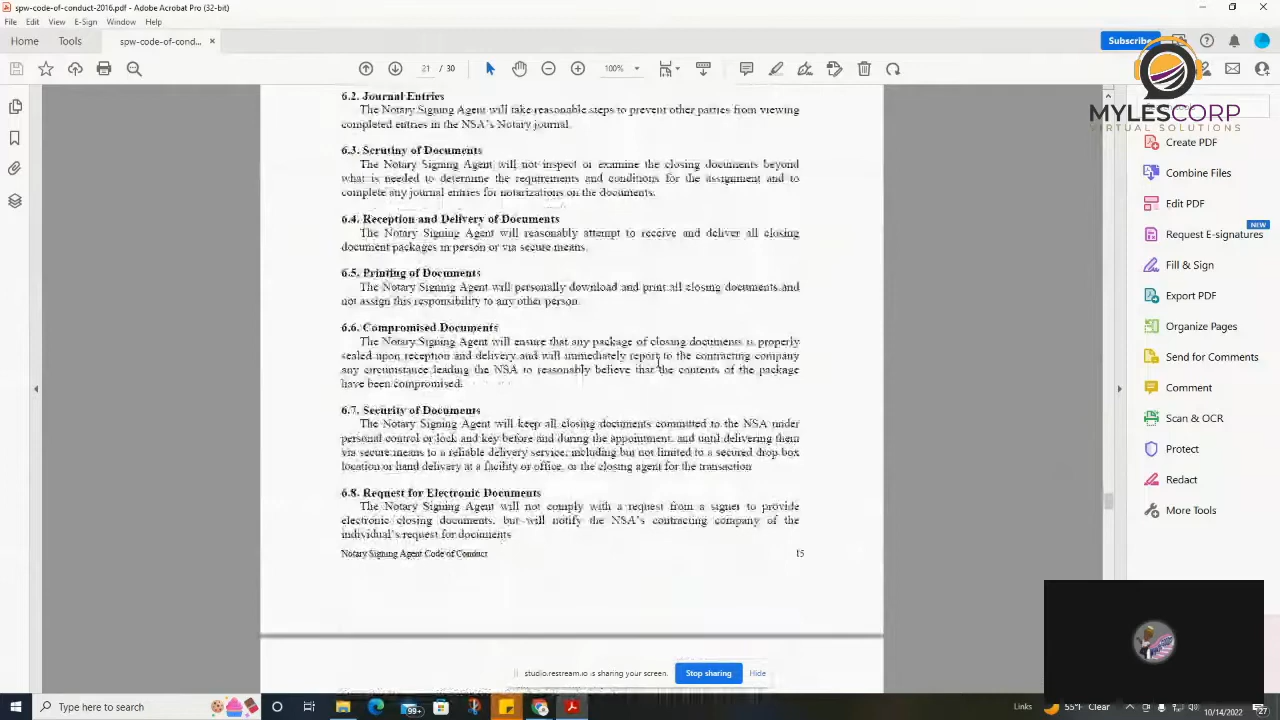 spw-code-of-conduct-2016.pdf - Adobe Acrobat Pro (32-bit)
File Edit View E-Sign Window Help
Home Tools spw-code-of-cond... × Subscribe
21 / 30 100%
MYLESCORP
VIRTUAL SOLUTIONS
6.2. Journal Entries
The Notary Signing Agent will take reasonable steps to prevent other parties from viewing
completed entries in the NSA's Notary journal.
6.3. Scrutiny of Documents
The Notary Signing Agent will not inspect or examine the closing documents beyond
what is needed to determine the requirements and conditions for the assignment and to
complete any journal entries for notarizations on the documents.
6.4. Reception and Delivery of Documents
The Notary Signing Agent will reasonably attempt to receive and deliver all closing
document packages in person or via secure means.
6.5. Printing of Documents
The Notary Signing Agent will personally download and print all closing documents and
not assign this responsibility to any other person.
6.6. Compromised Documents
The Notary Signing Agent will ensure that any package of closing documents is properly
sealed upon reception and delivery and will immediately report to the contracting company
any circumstance leading the NSA to reasonably believe that the contents of the package
have been compromised.
6.7. Security of Documents
The Notary Signing Agent will keep all closing documents committed to the NSA under
personal control or lock and key before and during the appointment, and until delivering them
via secure means to a reliable delivery service, including but not limited to a secured drop box
location or hand delivery at a facility or office, or the closing agent for the transaction
6.8. Request for Electronic Documents
The Notary Signing Agent will not comply with a request from a signer to provide
electronic closing documents, but will notify the NSA's contracting company of the
individual's request for documents
Notary Signing Agent Code of Conduct 15
Create PDF
Combine Files
Edit PDF
NEW
Request E-signatures
Fill & Sign
Export PDF
Organize Pages
Send for Comments
Comment
Scan & OCR
Protect
Redact
More Tools
studio.restream.io is sharing your screen. Stop sharing Hide
Type here to search
99+
Links
55°F Clear
10/14/2022
27